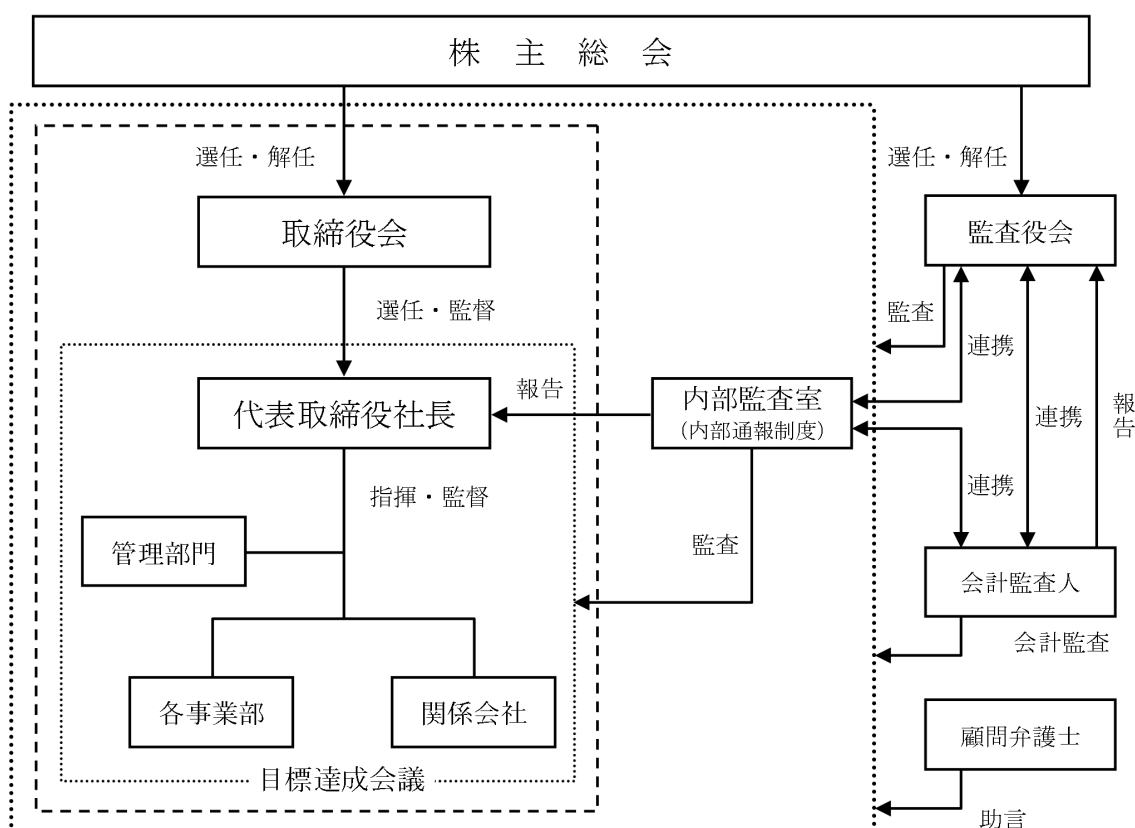 株主総会
選任・解任
選任・解任
取締役会
監査役会
選任・監督
監査
連携
代表取締役社長
報告
内部監査室
（内部通報制度）
連携
報告
指揮・監督
連携
管理部門
監査
会計監査人
会計監査
各事業部
関係会社
顧問弁護士
目標達成会議
助言